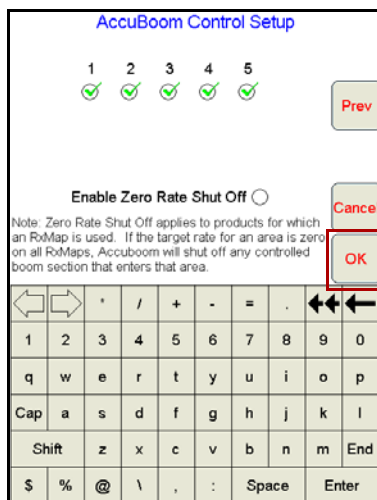 AccuBoom Control Setup
1 2 3 4 5
Prev
Enable Zero Rate Shut Off
Cancel
Note: Zero Rate Shut Off applies to products for which
an RxMap is used. If the target rate for an area is zero
on all RxMaps, Accuboom will shut off any controlled
boom section that enters that area.
OK
* / + - = .
1 2 3 4 5 6 7 8 9 0
q w e r t y u i o p
Cap a s d f g h j k l
Shift z x c v b n m End
$ % @ \ , : Space Enter